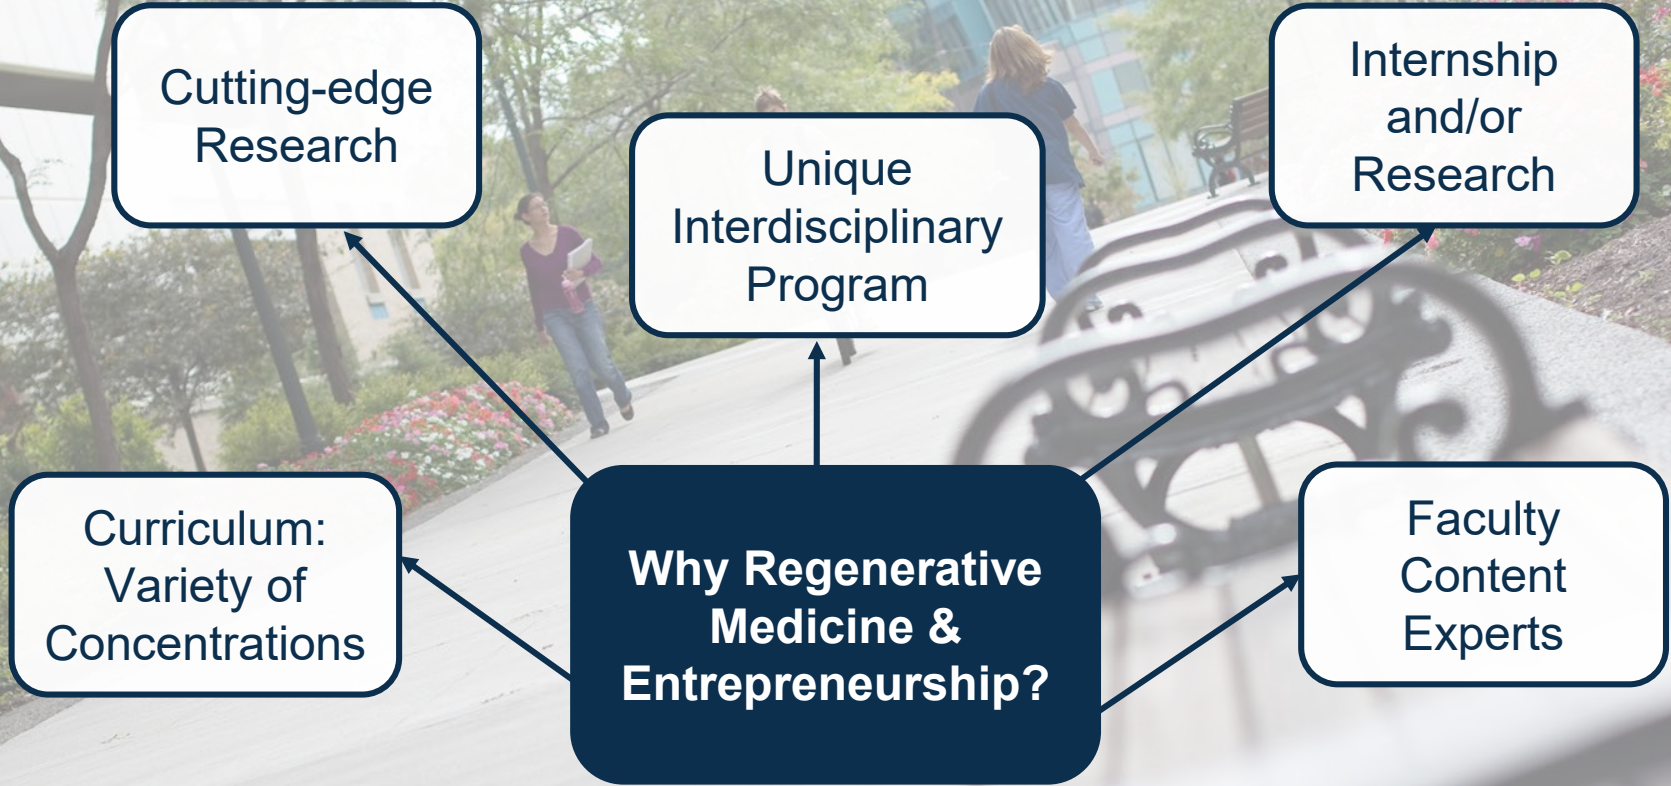 Cutting-edge
Research
Unique
Interdisciplinary
Program
Internship
and/or
Research
Curriculum:
Variety of
Concentrations
Why Regenerative
Medicine &
Entrepreneurship?
Faculty
Content
Experts